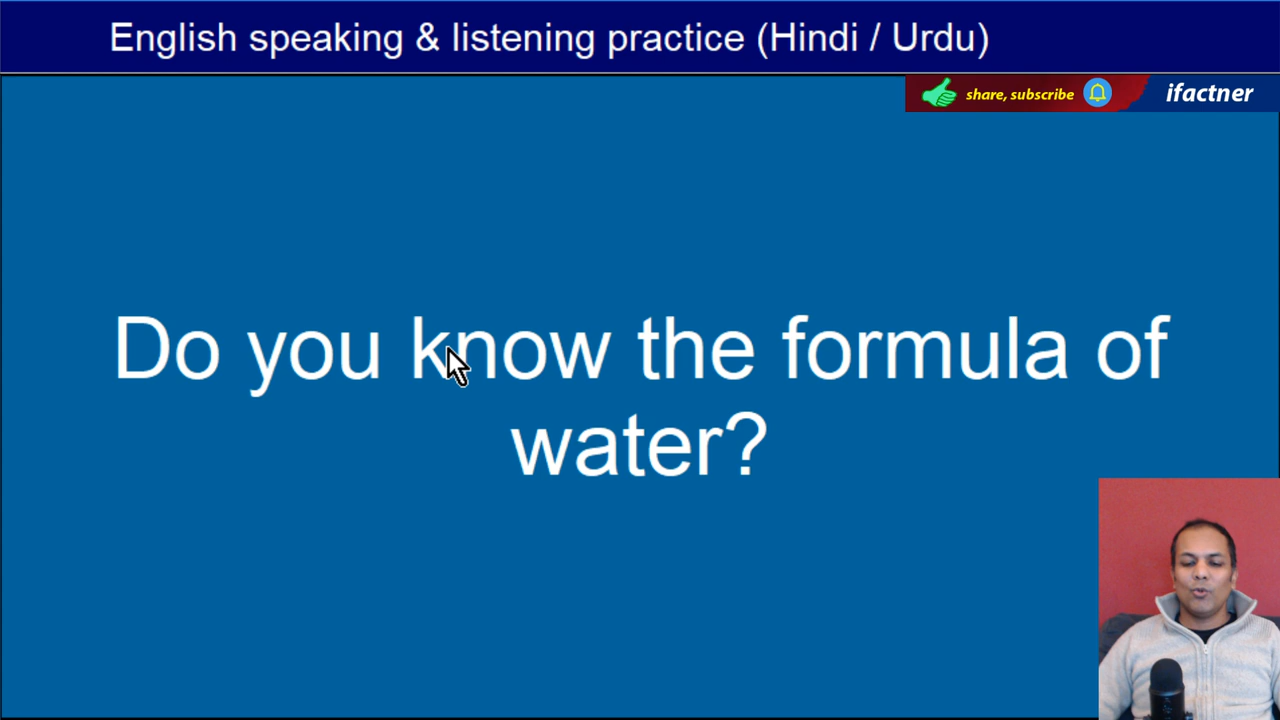 English speaking & listening practice (Hindi / Urdu)
share, subscribe
ifactner
Do you know the formula of
water?